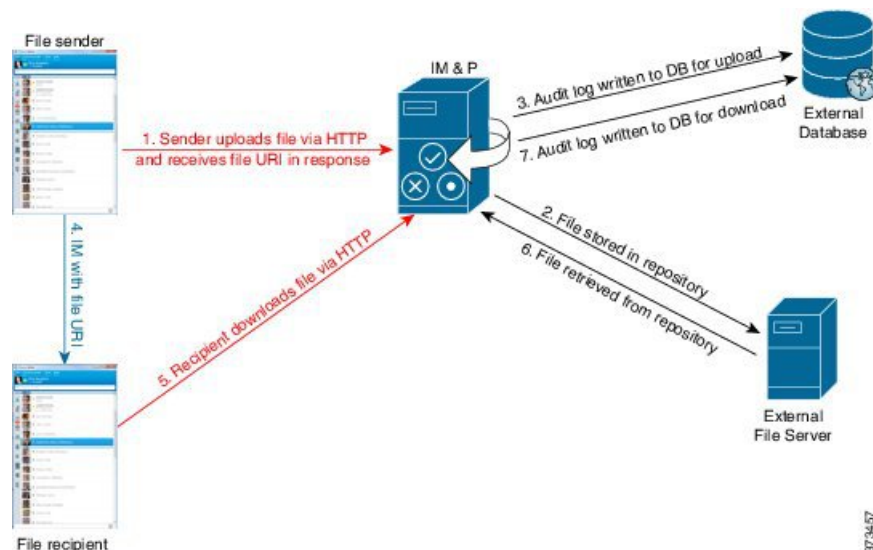 File sender
IM & P
1. Sender uploads file via HTTP
and receives file URI in response
3. Audit log written to DB for upload
7. Audit log written to DB for download
External
Database
2. File stored in repository
6. File retrieved from repository
4. IM with
file URI
5. Recipient downloads file via HTTP
External
File Server
File recipient
373457